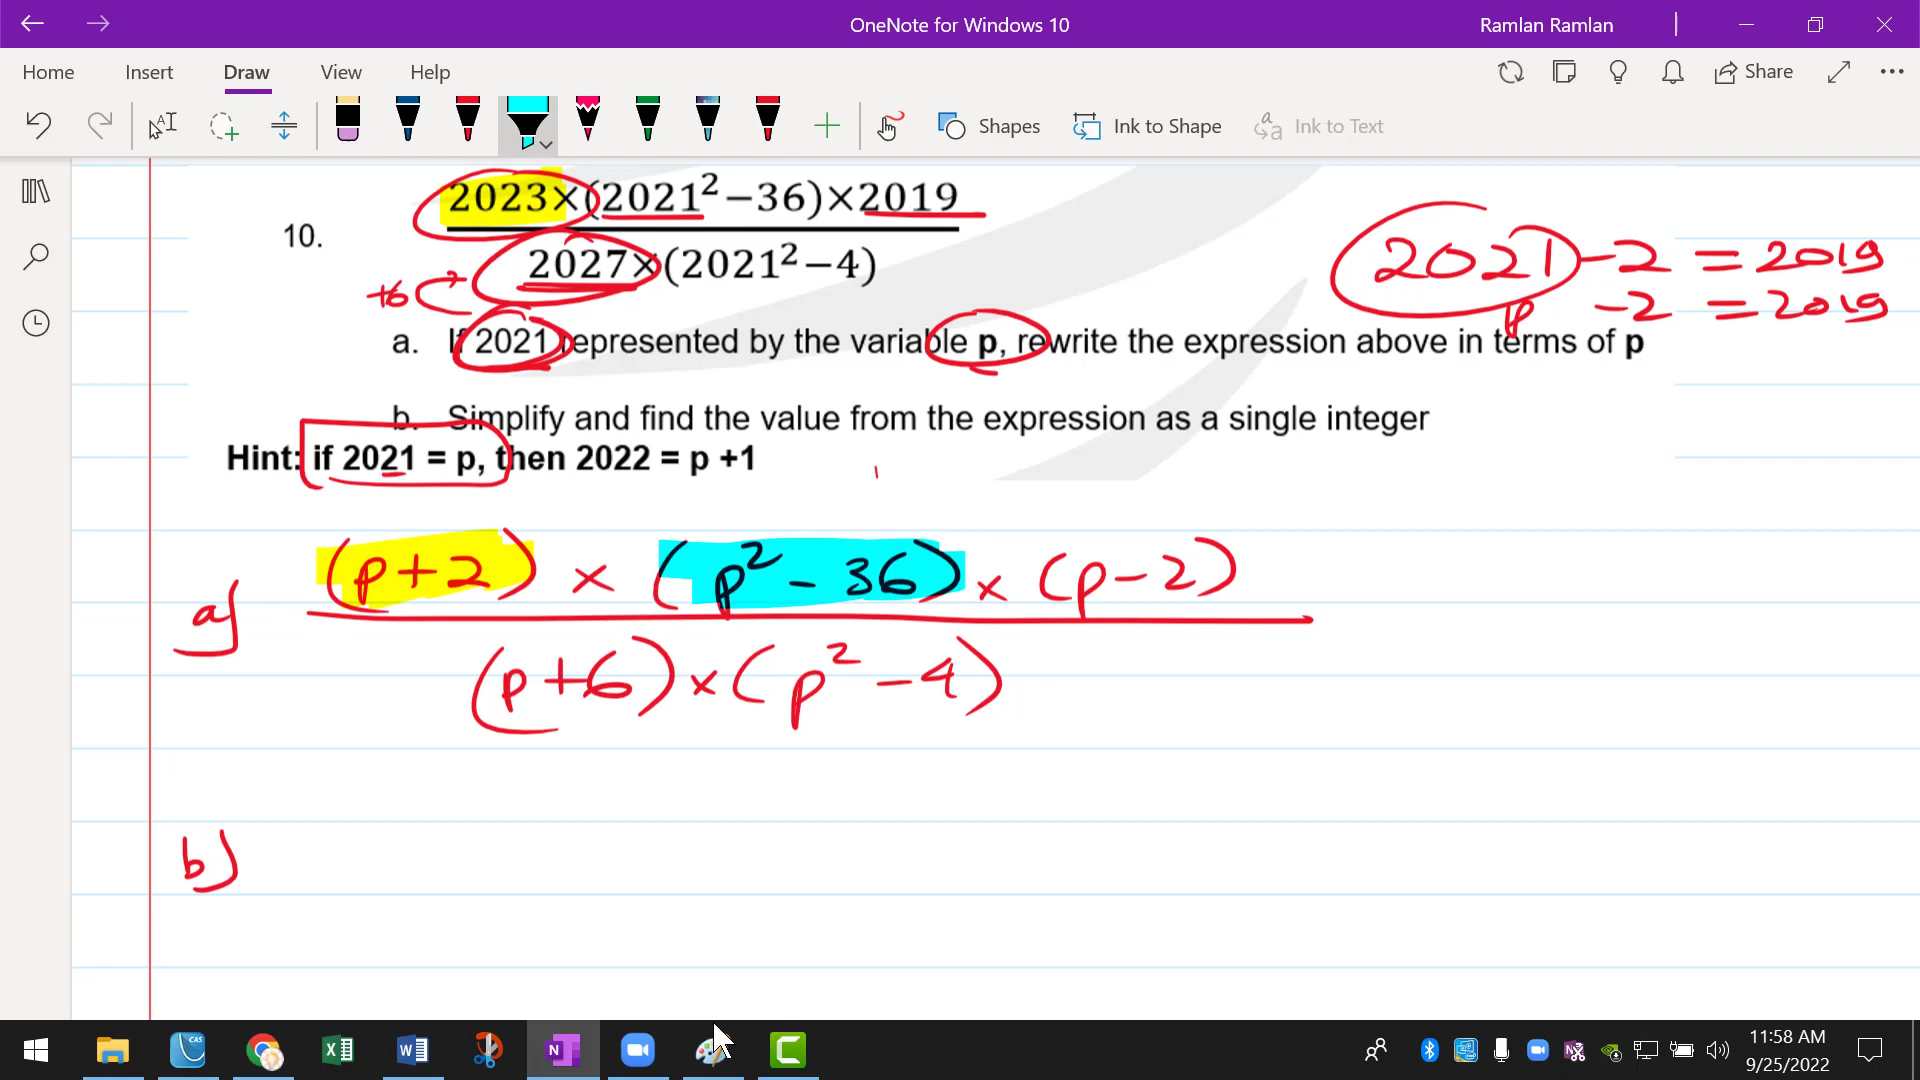 OneNote for Windows 10
Ramlan Ramlan
Home Insert Draw View Help
Share
Shapes Ink to Shape Ink to Text
10.
2023×(2021²−36)×2019
2027×(2021²−4)
+6
2021 −2 = 2019
p −2 = 2019
a. If 2021 represented by the variable p, rewrite the expression above in terms of p
b. Simplify and find the value from the expression as a single integer
Hint: if 2021 = p, then 2022 = p +1
a)
(p+2) × (p² − 36) × (p−2)
(p+6) × (p² − 4)
b)
11:58 AM
9/25/2022